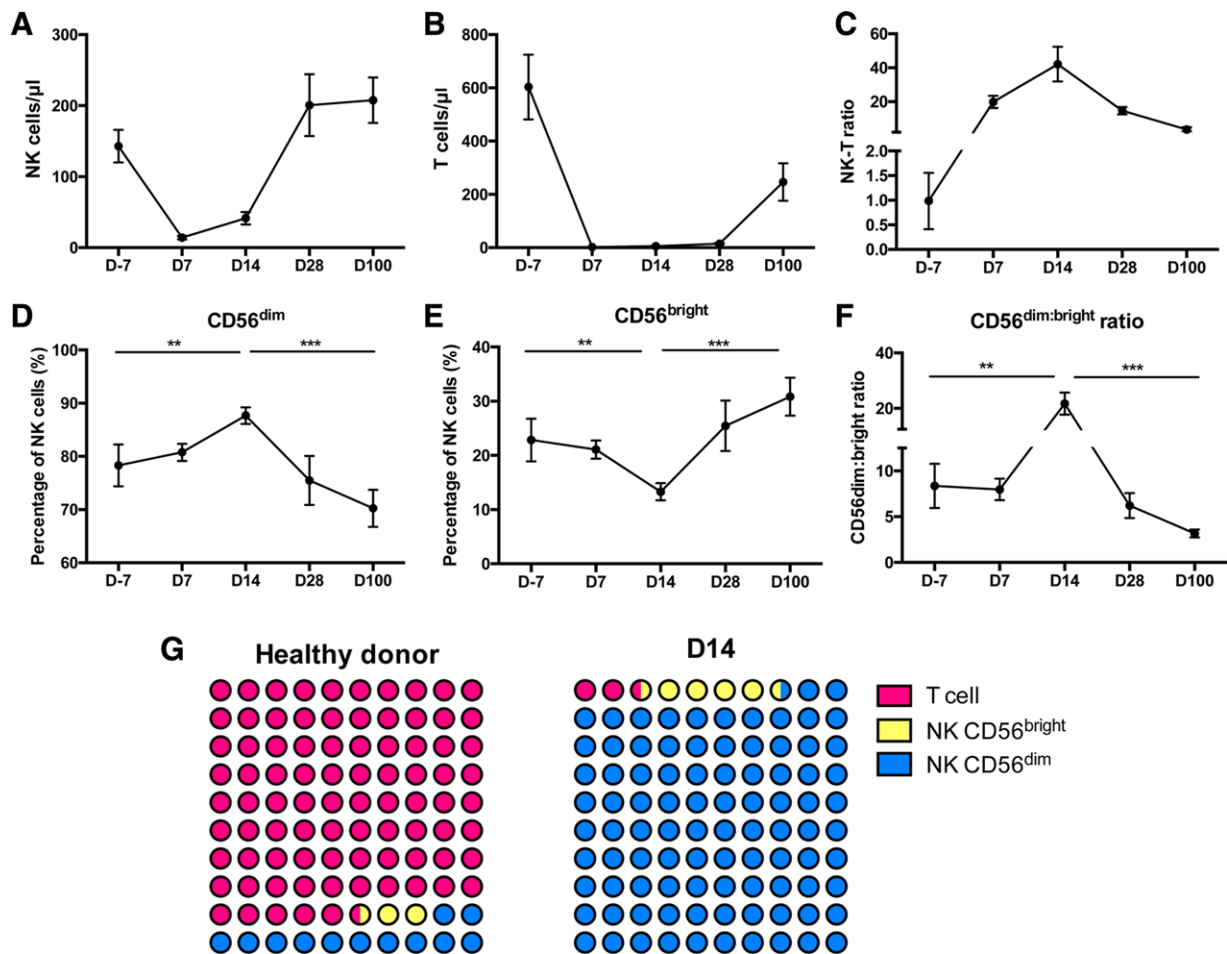 A
NK cells/µl
300
200
100
0
D-7 D7 D14 D28 D100
B
T cells/µl
800
600
400
200
0
D-7 D7 D14 D28 D100
C
NK-T ratio
60
40
20
2.0
1.5
1.0
0.5
0.0
D-7 D7 D14 D28 D100
D
CD56dim
Percentage of NK cells (%)
100
90
80
70
60
** ***
D-7 D7 D14 D28 D100
E
CD56bright
Percentage of NK cells (%)
40
30
20
10
0
** ***
D-7 D7 D14 D28 D100
F
CD56dim:bright ratio
CD56dim:bright ratio
40
20
10
5
0
** ***
D-7 D7 D14 D28 D100
G
Healthy donor
D14
T cell
NK CD56bright
NK CD56dim